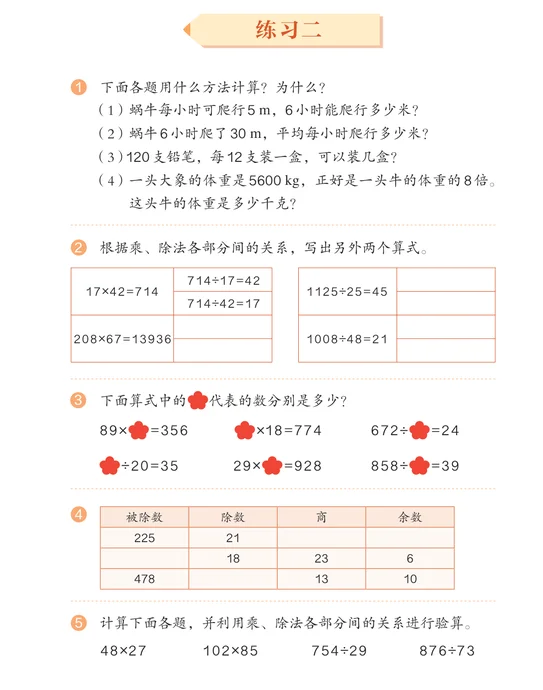 练习二
1 下面各题用什么方法计算？为什么？
（1）蜗牛每小时可爬行5 m，6小时能爬行多少米？
（2）蜗牛6小时爬了30 m，平均每小时爬行多少米？
（3）120支铅笔，每12支装一盒，可以装几盒？
（4）一头大象的体重是5600 kg，正好是一头牛的体重的8倍。
这头牛的体重是多少千克？
2 根据乘、除法各部分间的关系，写出另外两个算式。
17×42=714 714÷17=42 1125÷25=45
714÷42=17
208×67=13936 1008÷48=21
3 下面算式中的 代表的数分别是多少？
89× =356 ×18=774 672÷ =24
÷20=35 29× =928 858÷ =39
4 被除数 除数 商 余数
225 21
18 23 6
478 13 10
5 计算下面各题，并利用乘、除法各部分间的关系进行验算。
48×27 102×85 754÷29 876÷73